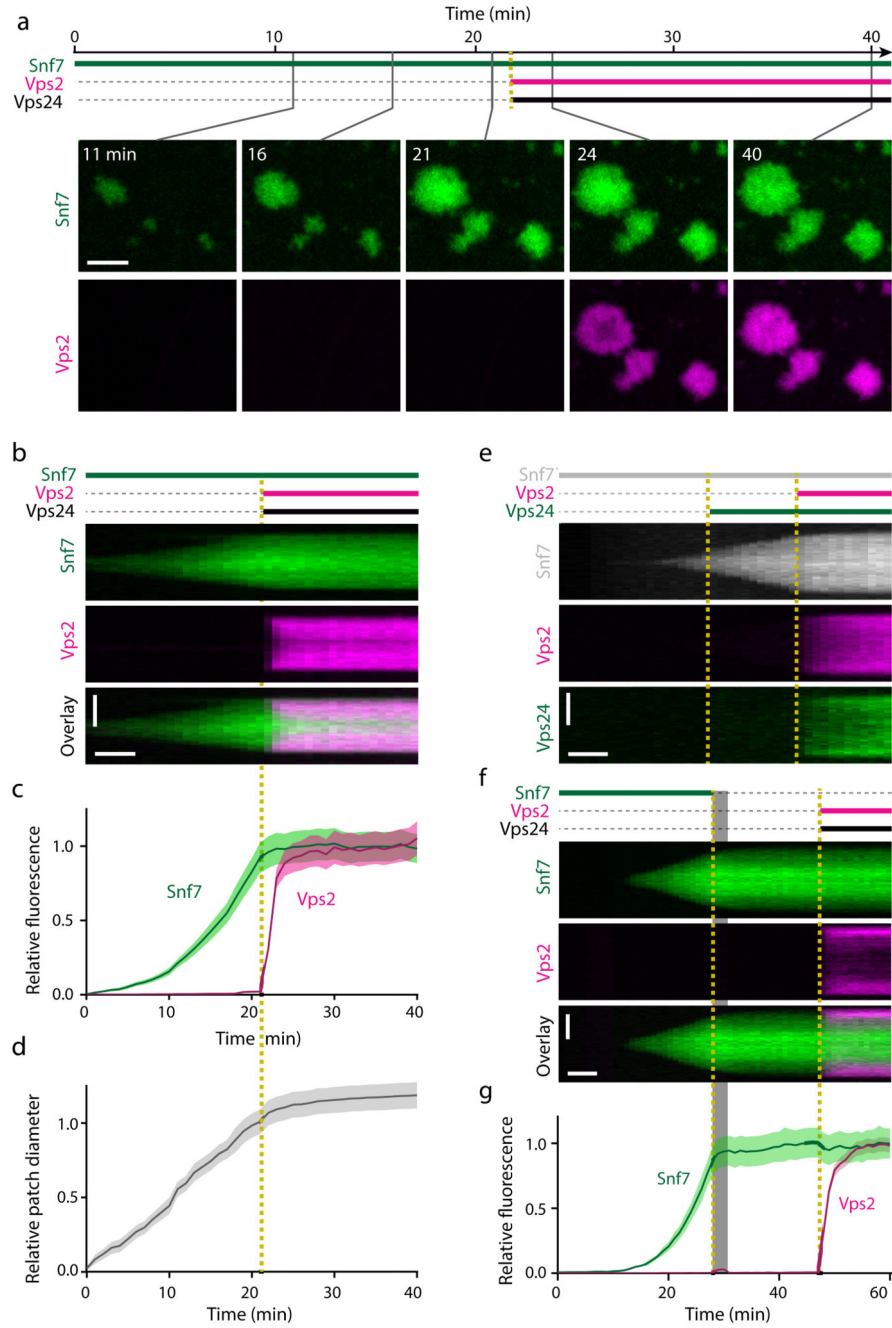 a
Time (min)
0 10 20 30 40
Snf7
Vps2
Vps24
11 min 16 21 24 40
Snf7
Vps2
b
Snf7
Vps2
Vps24
Snf7
Vps2
Overlay
c
Relative fluorescence
1.0
0.5
0.0
Snf7
Vps2
0 10 20 30 40
Time (min)
d
Relative patch diameter
1.0
0.5
0.0
0 10 20 30 40
Time (min)
e
Snf7
Vps2
Vps24
Snf7
Vps2
Vps24
f
Snf7
Vps2
Vps24
Snf7
Vps2
Overlay
g
Relative fluorescence
1.0
0.5
0.0
Snf7
Vps2
0 20 40 60
Time (min)